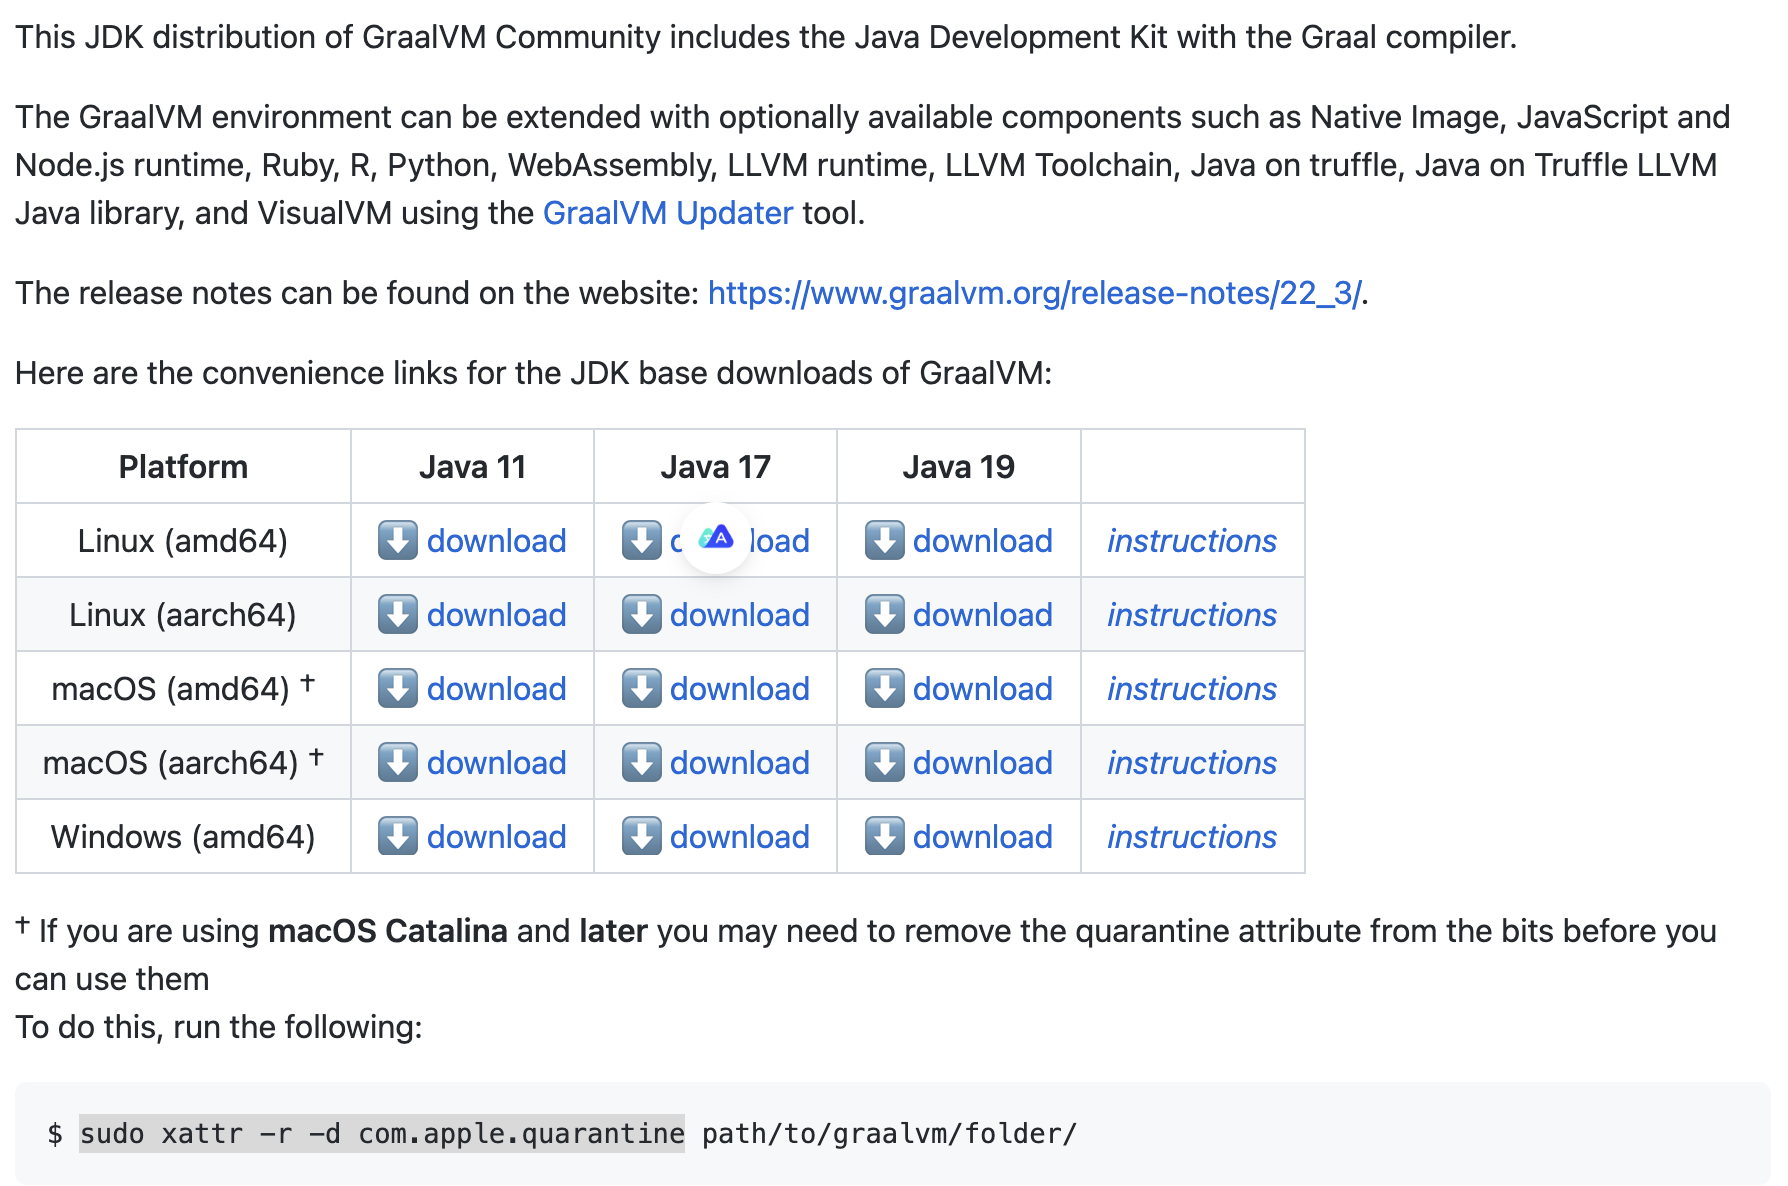 This JDK distribution of GraalVM Community includes the Java Development Kit with the Graal compiler.
The GraalVM environment can be extended with optionally available components such as Native Image, JavaScript and
Node.js runtime, Ruby, R, Python, WebAssembly, LLVM runtime, LLVM Toolchain, Java on truffle, Java on Truffle LLVM
Java library, and VisualVM using the GraalVM Updater tool.
The release notes can be found on the website: https://www.graalvm.org/release-notes/22_3/.
Here are the convenience links for the JDK base downloads of GraalVM:
Platform Java 11 Java 17 Java 19
Linux (amd64) download load download instructions
Linux (aarch64) download download download instructions
macOS (amd64) † download download download instructions
macOS (aarch64) † download download download instructions
Windows (amd64) download download download instructions
† If you are using macOS Catalina and later you may need to remove the quarantine attribute from the bits before you
can use them
To do this, run the following:
$ sudo xattr -r -d com.apple.quarantine path/to/graalvm/folder/